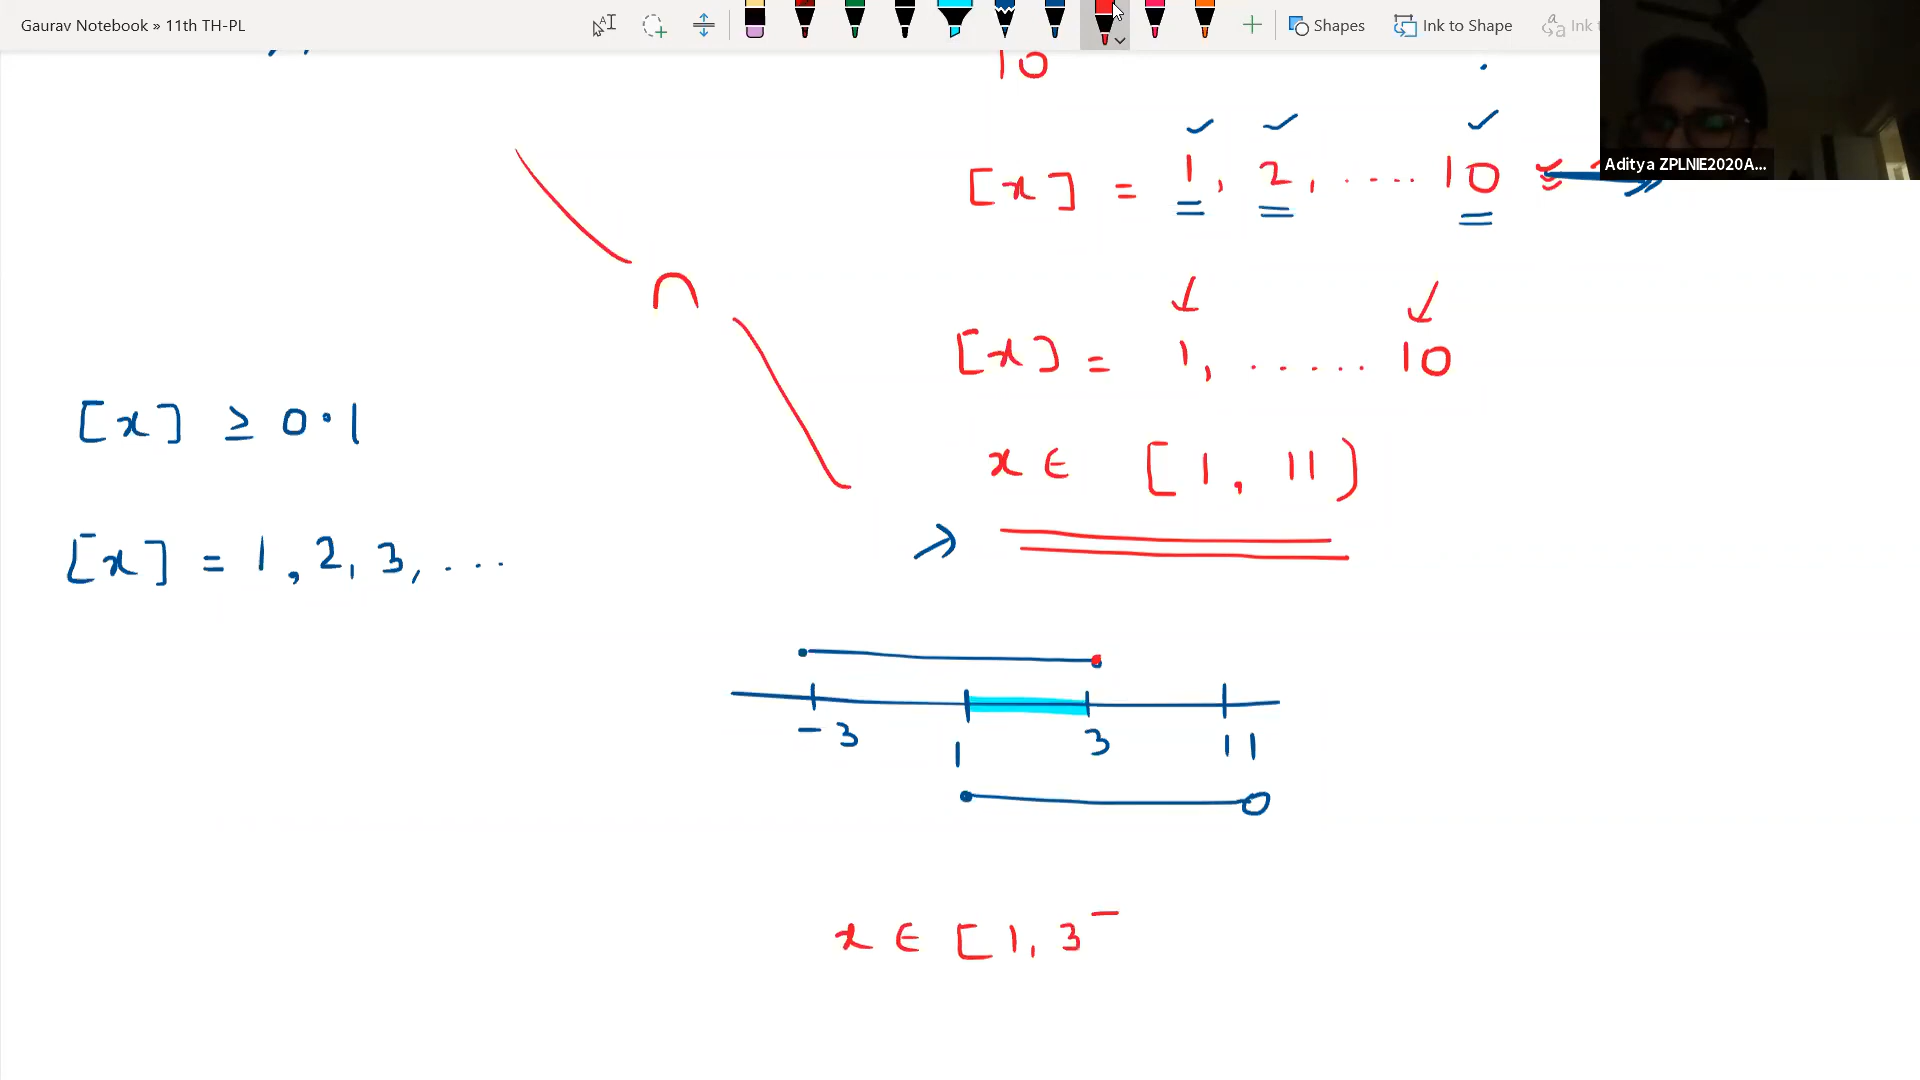 Gaurav Notebook » 11th TH-PL
Shapes
Ink to Shape
Ink
Aditya ZPLNIE2020A...
10
[x] = 1, 2, .... 10
[x] = 1, ...... 10
x ∈ [1, 11)
∩
[x] ≥ 0.1
[x] = 1, 2, 3, ...
-3 1 3 11
x ∈ [1, 3